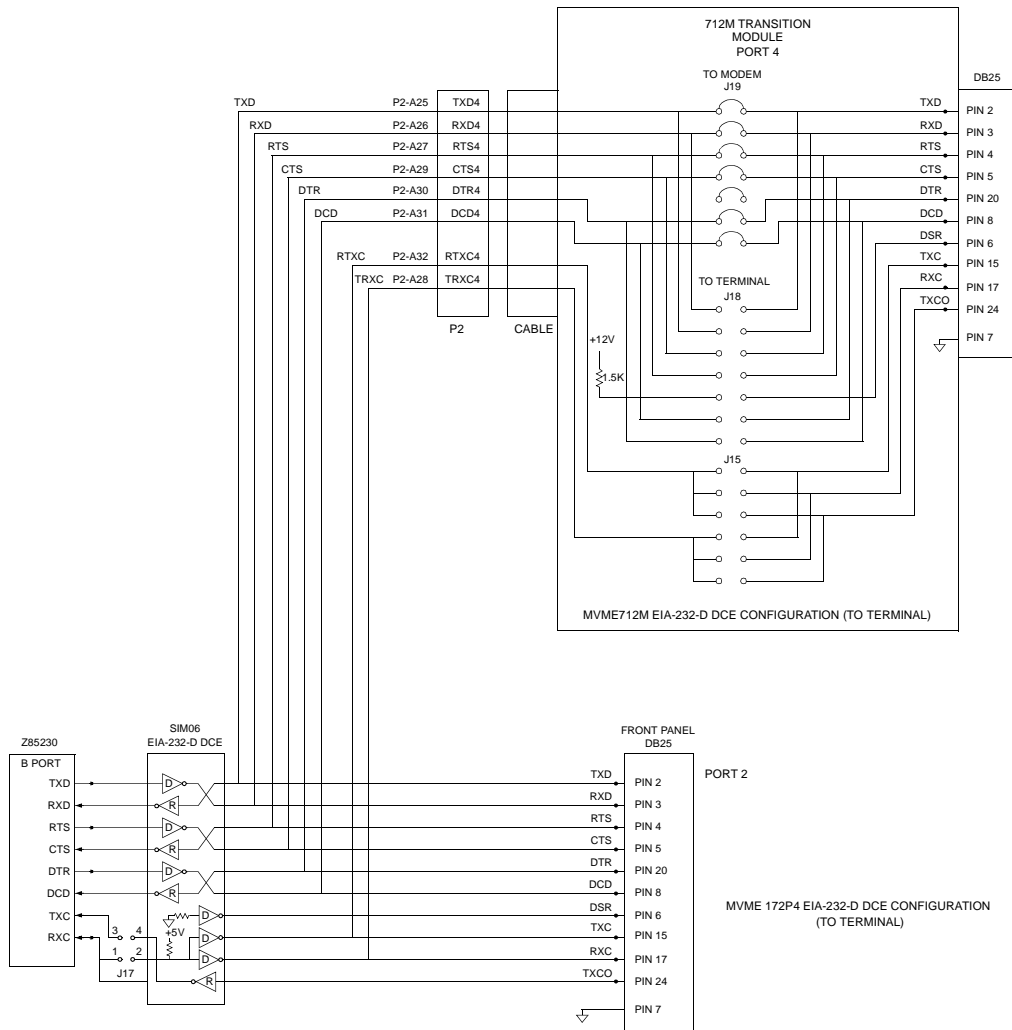 712M TRANSITION
MODULE
PORT 4
TO MODEM
J19
DB25
TXD P2-A25 TXD4 TXD PIN 2
RXD P2-A26 RXD4 RXD PIN 3
RTS P2-A27 RTS4 RTS PIN 4
CTS P2-A29 CTS4 CTS PIN 5
DTR P2-A30 DTR4 DTR PIN 20
DCD P2-A31 DCD4 DCD PIN 8
DSR PIN 6
RTXC P2-A32 RTXC4 TXC PIN 15
TRXC P2-A28 TRXC4 RXC PIN 17
TO TERMINAL
J18
TXCO PIN 24
P2 CABLE
+12V
PIN 7
1.5K
J15
MVME712M EIA-232-D DCE CONFIGURATION (TO TERMINAL)
SIM06
EIA-232-D DCE
Z85230
B PORT
FRONT PANEL
DB25
PORT 2
TXD D TXD PIN 2
RXD R RXD PIN 3
RTS D RTS PIN 4
CTS R CTS PIN 5
DTR D DTR PIN 20
DCD R DCD PIN 8
TXC D DSR PIN 6
RXC 3 4 +5V D TXC PIN 15
1 2 D RXC PIN 17
J17 R TXCO PIN 24
PIN 7
MVME 172P4 EIA-232-D DCE CONFIGURATION
(TO TERMINAL)